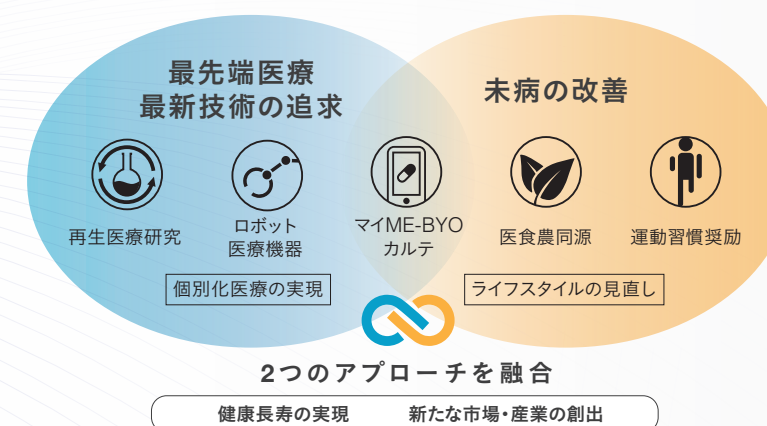 最先端医療
最新技術の追求
未病の改善
再生医療研究
ロボット
医療機器
マイME-BYO
カルテ
医食農同源
運動習慣奨励
個別化医療の実現
ライフスタイルの見直し
2つのアプローチを融合
健康長寿の実現 新たな市場・産業の創出